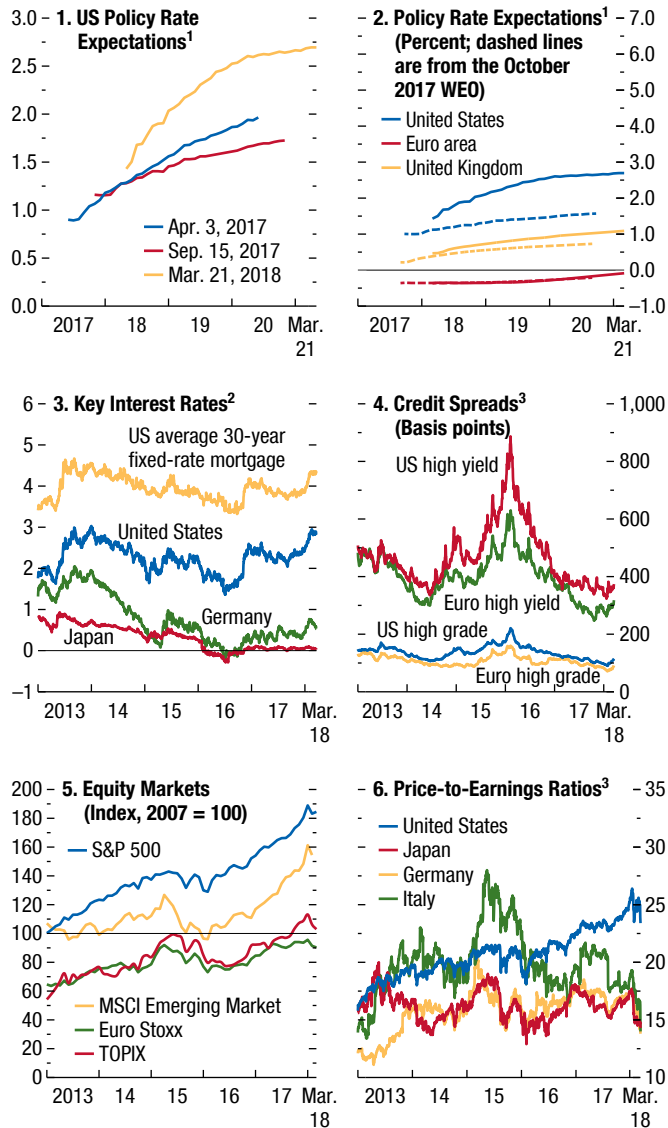 1. US Policy Rate
Expectations¹
3.0
2.5
2.0
1.5
1.0
0.5
0.0
Apr. 3, 2017
Sep. 15, 2017
Mar. 21, 2018
2017 18 19 20 Mar.
21
2. Policy Rate Expectations¹
(Percent; dashed lines
are from the October
2017 WEO)
United States
Euro area
United Kingdom
7.0
6.0
5.0
4.0
3.0
2.0
1.0
0.0
–1.0
2017 18 19 20 Mar.
21
3. Key Interest Rates²
6
5
4
3
2
1
0
–1
US average 30-year
fixed-rate mortgage
United States
Germany
Japan
2013 14 15 16 17 Mar.
18
4. Credit Spreads³
(Basis points)
1,000
800
600
400
200
0
US high yield
Euro high yield
US high grade
Euro high grade
2013 14 15 16 17 Mar.
18
5. Equity Markets
(Index, 2007 = 100)
200
180
160
140
120
100
80
60
40
20
0
S&P 500
MSCI Emerging Market
Euro Stoxx
TOPIX
2013 14 15 16 17 Mar.
18
6. Price-to-Earnings Ratios³
United States
Japan
Germany
Italy
35
30
25
20
15
10
2013 14 15 16 17 Mar.
18